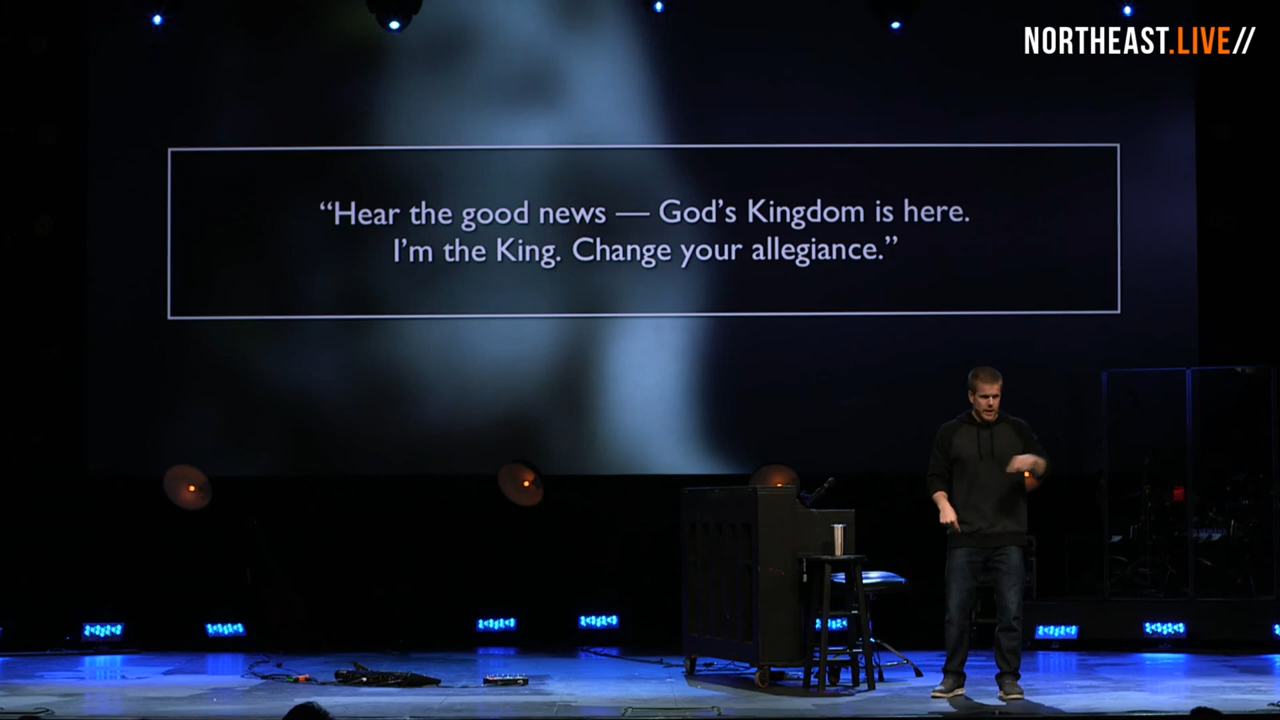 NORTHEAST.LIVE//
“Hear the good news — God’s Kingdom is here.
I’m the King. Change your allegiance.”